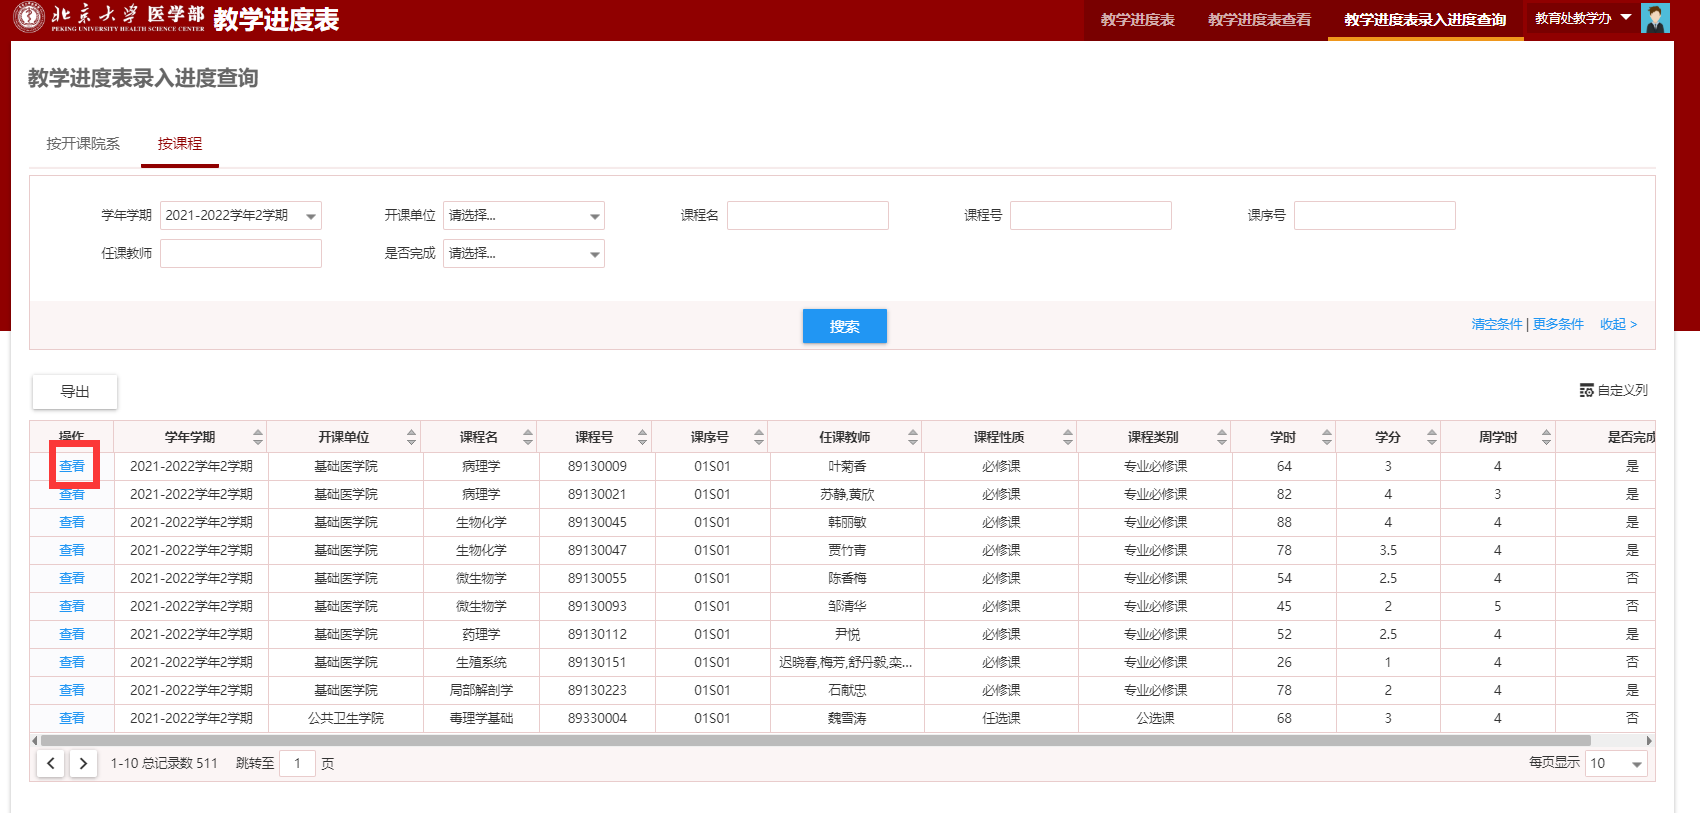 北京大学医学部 教学进度表 教学进度表 教学进度表查看 教学进度表录入进度查询 教育处教学办
PEKING UNIVERSITY HEALTH SCIENCE CENTER
教学进度表录入进度查询
按开课院系 按课程
学年学期 2021-2022学年2学期 开课单位 请选择... 课程名 课程号 课序号
任课教师 是否完成 请选择...
搜索 清空条件 | 更多条件 收起 >
导出 自定义列
操作 学年学期 开课单位 课程名 课程号 课序号 任课教师 课程性质 课程类别 学时 学分 周学时 是否完成
查看 2021-2022学年2学期 基础医学院 病理学 89130009 01S01 叶菊香 必修课 专业必修课 64 3 4 是
查看 2021-2022学年2学期 基础医学院 病理学 89130021 01S01 苏静,黄欣 必修课 专业必修课 82 4 3 是
查看 2021-2022学年2学期 基础医学院 生物化学 89130045 01S01 韩丽敏 必修课 专业必修课 88 4 4 是
查看 2021-2022学年2学期 基础医学院 生物化学 89130047 01S01 贾竹青 必修课 专业必修课 78 3.5 4 是
查看 2021-2022学年2学期 基础医学院 微生物学 89130055 01S01 陈香梅 必修课 专业必修课 54 2.5 4 否
查看 2021-2022学年2学期 基础医学院 微生物学 89130093 01S01 邹清华 必修课 专业必修课 45 2 5 否
查看 2021-2022学年2学期 基础医学院 药理学 89130112 01S01 尹悦 必修课 专业必修课 52 2.5 4 是
查看 2021-2022学年2学期 基础医学院 生殖系统 89130151 01S01 迟晓春,梅芳,舒丹毅,栾... 必修课 专业必修课 26 1 4 否
查看 2021-2022学年2学期 基础医学院 局部解剖学 89130223 01S01 石献忠 必修课 专业必修课 78 2 4 是
查看 2021-2022学年2学期 公共卫生学院 毒理学基础 89330004 01S01 魏雪涛 任选课 公选课 68 3 4 否
1-10 总记录数 511 跳转至 1 页 每页显示 10